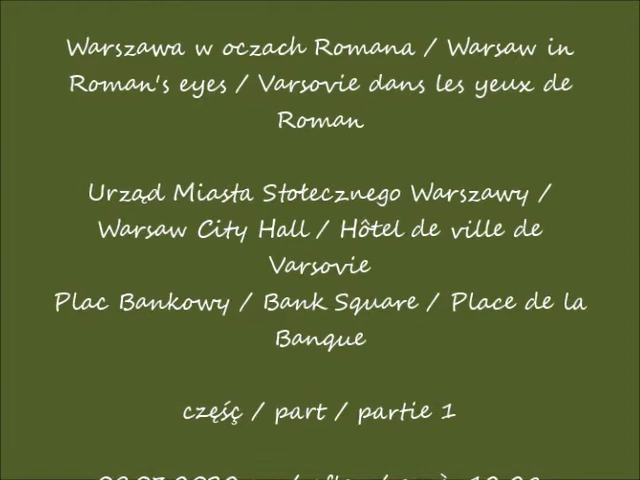 Warszawa w oczach Romana / Warsaw in
Roman's eyes / Varsovie dans les yeux de
Roman
Urząd Miasta Stołecznego Warszawy /
Warsaw City Hall / Hôtel de ville de
Varsovie
Plac Bankowy / Bank Square / Place de la
Banque
częśç / part / partie 1